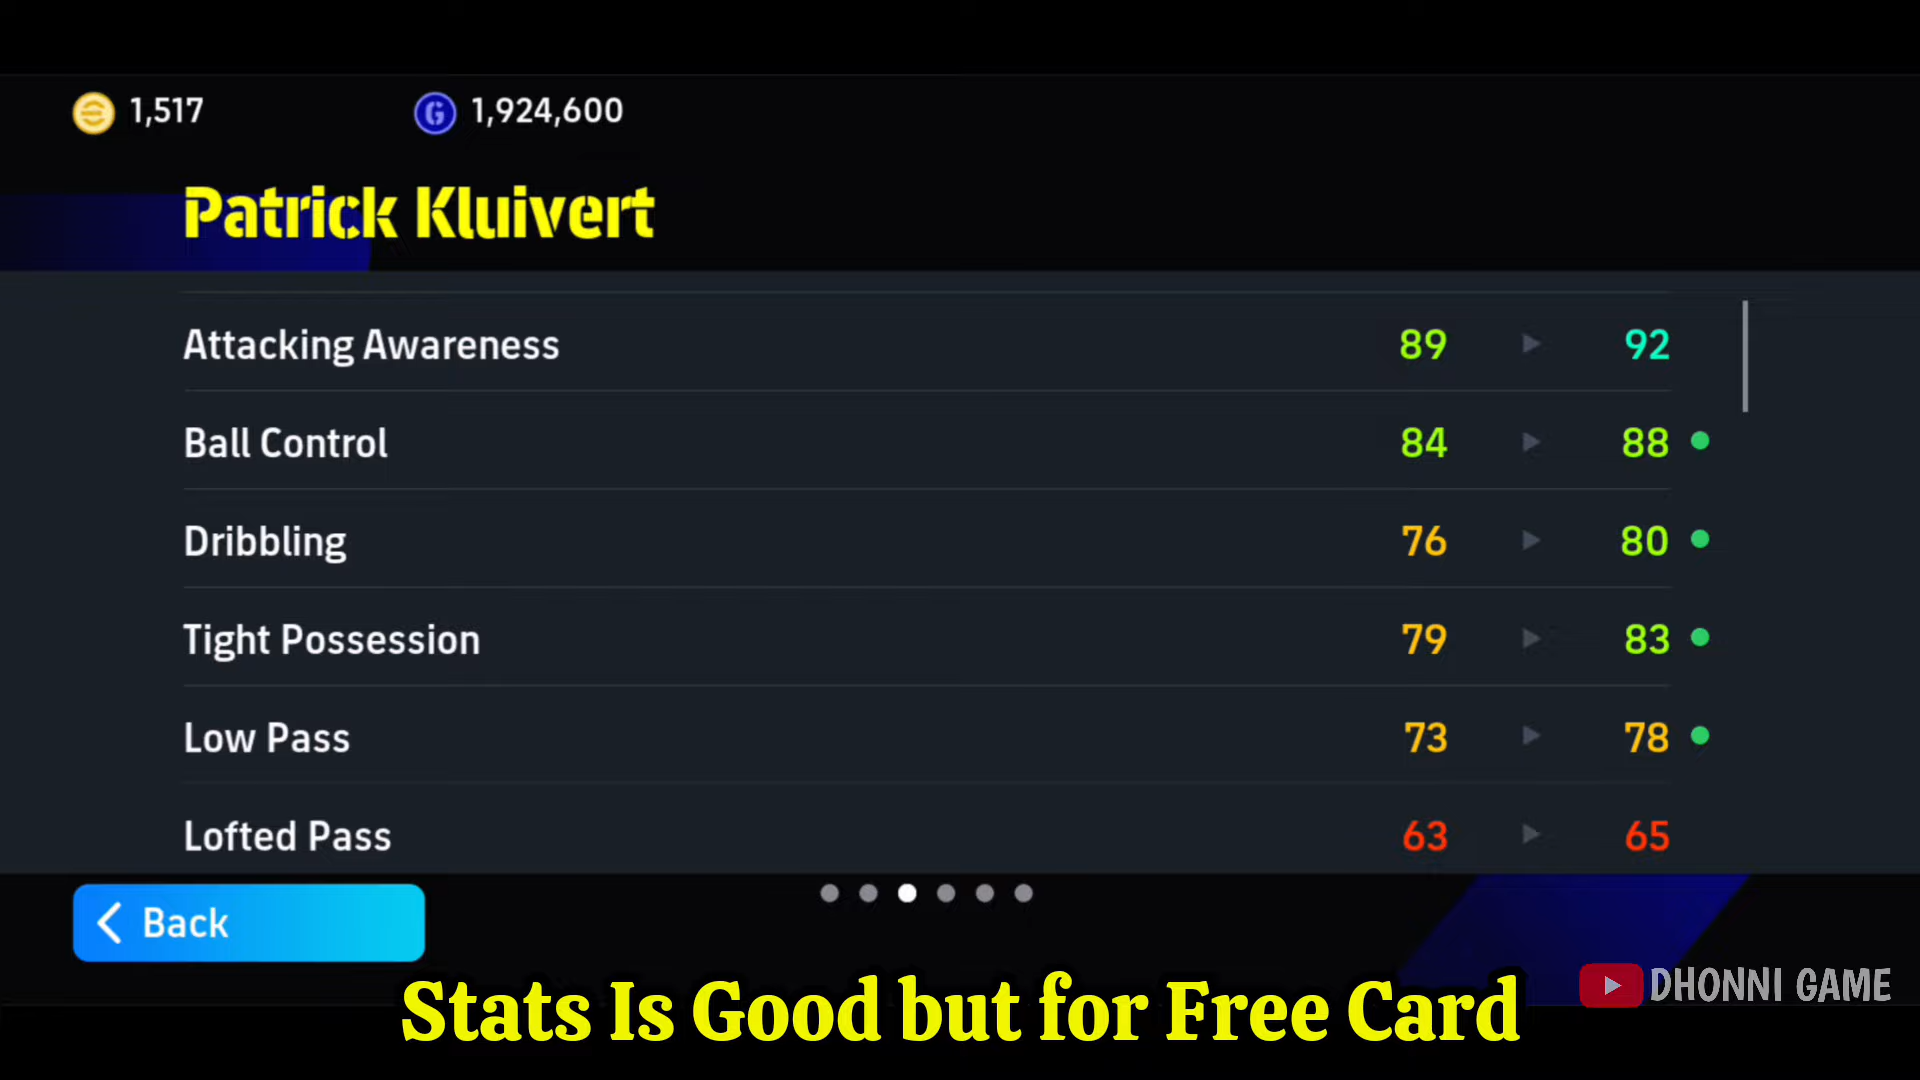 1,517 1,924,600
Patrick Kluivert
Attacking Awareness 89 92
Ball Control 84 88
Dribbling 76 80
Tight Possession 79 83
Low Pass 73 78
Lofted Pass 63 65
Back
DHONNI GAME
Stats Is Good but for Free Card